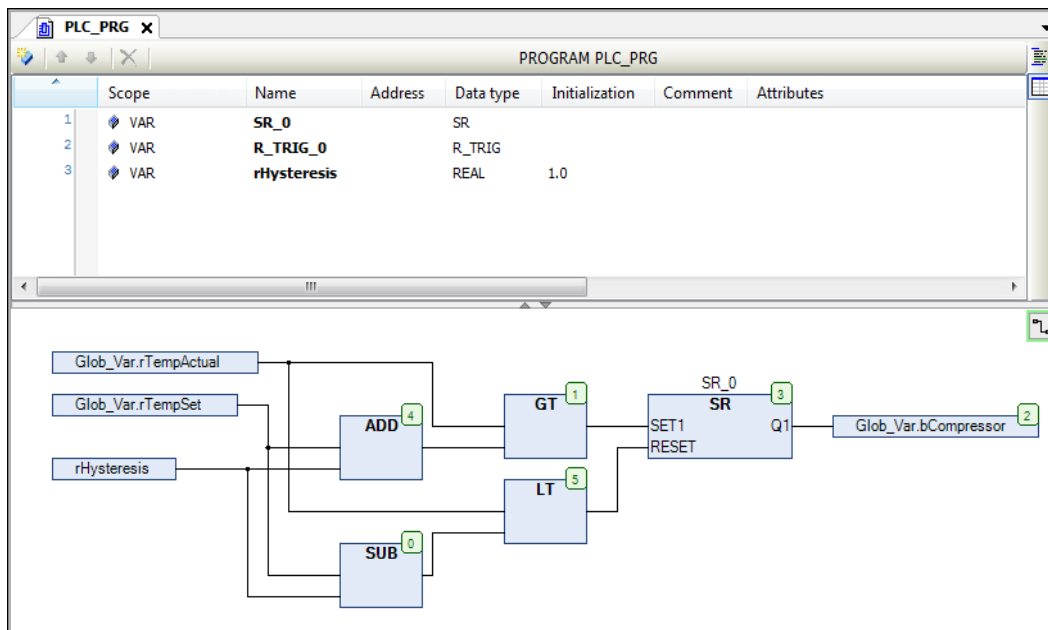 PLC_PRG
PROGRAM PLC_PRG
Scope Name Address Data type Initialization Comment Attributes
1 VAR SR_0 SR
2 VAR R_TRIG_0 R_TRIG
3 VAR rHysteresis REAL 1.0
Glob_Var.rTempActual
Glob_Var.rTempSet
rHysteresis
ADD 4
SUB 0
GT 1
LT 5
SR_0
SR 3
SET1 Q1
RESET
Glob_Var.bCompressor 2